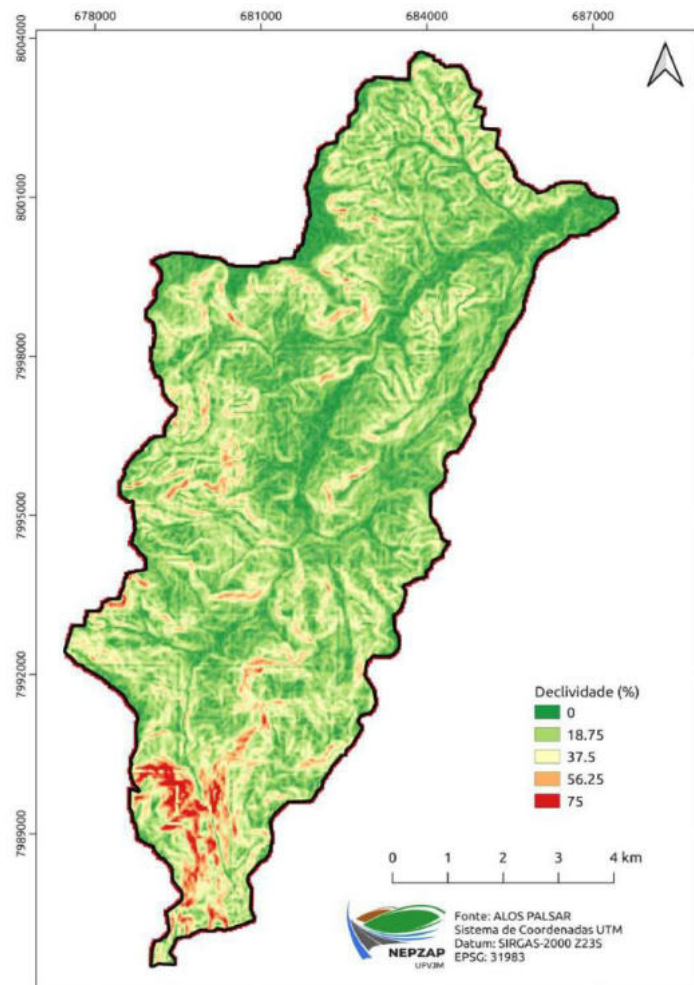 678000 681000 684000 687000
8004000
8001000
7998000
7995000
7992000
7989000
Declividade (%)
0
18.75
37.5
56.25
75
0 1 2 3 4 km
NEPZAP
UFVJM
Fonte: ALOS PALSAR
Sistema de Coordenadas UTM
Datum: SIRGAS-2000 Z23S
EPSG: 31983